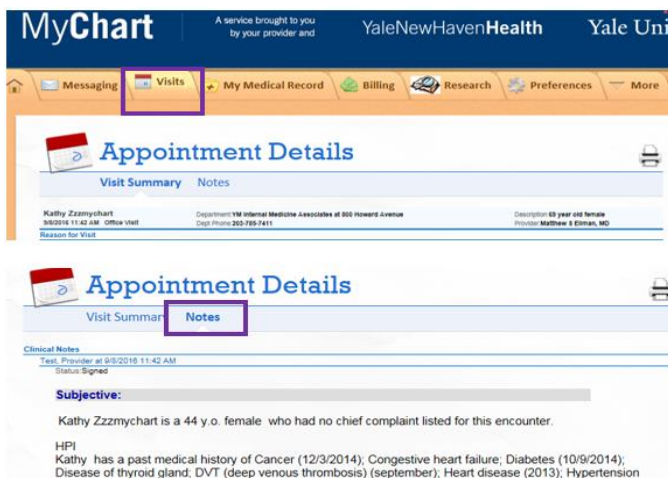 MyChart
A service brought to you
by your provider and
YaleNewHavenHealth
Yale Uni
Messaging Visits My Medical Record Billing Research Preferences More
Appointment Details
Visit Summary Notes
Kathy Zzzmychart Department:YM Internal Medicine Associates at 800 Howard Avenue Description:69 year old female
9/8/2016 11:42 AM Office Visit Dept Phone:203-785-7411 Provider:Matthew S Ellman, MD
Reason for Visit
Appointment Details
Visit Summary Notes
Clinical Notes
Test, Provider at 9/8/2016 11:42 AM
Status:Signed
Subjective:
Kathy Zzzmychart is a 44 y.o. female who had no chief complaint listed for this encounter.
HPI
Kathy has a past medical history of Cancer (12/3/2014); Congestive heart failure; Diabetes (10/9/2014);
Disease of thyroid gland; DVT (deep venous thrombosis) (september); Heart disease (2013); Hypertension